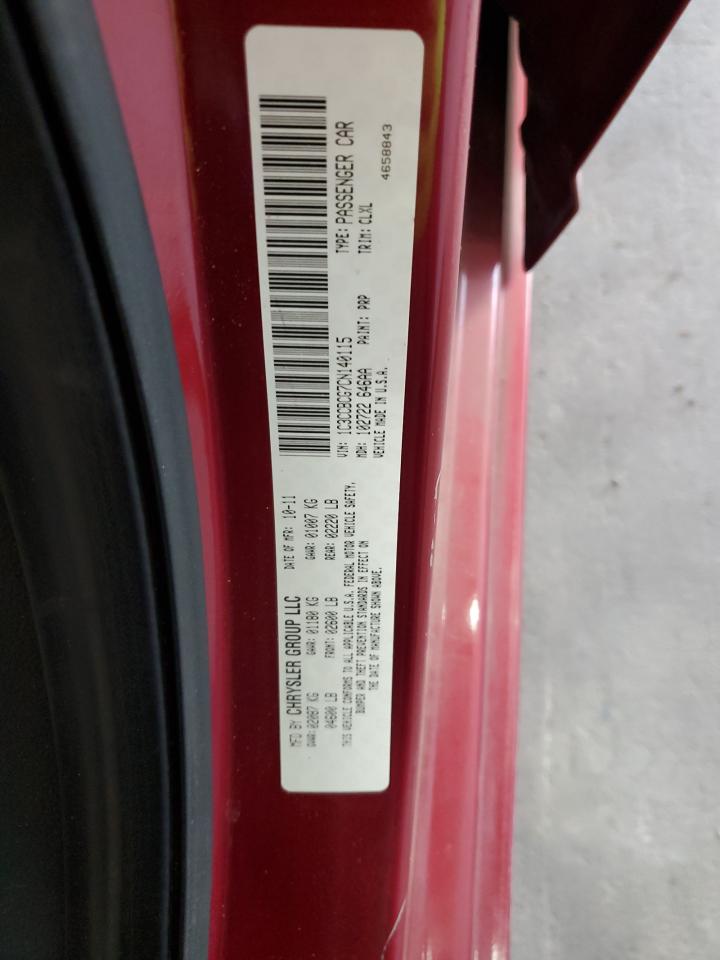 MFD BY CHRYSLER GROUP LLC DATE OF MFR: 10-11
GVWR: 02087 KG GAWR: 01180 KG GAWR: 01007 KG
04600 LB FRONT: 02600 LB REAR: 02220 LB
THIS VEHICLE CONFORMS TO ALL APPLICABLE U.S.A. FEDERAL MOTOR VEHICLE SAFETY,
BUMPER AND THEFT PREVENTION STANDARDS IN EFFECT ON
THE DATE OF MANUFACTURE SHOWN ABOVE.
VIN: 1C3CCBCG7CN140115 TYPE: PASSENGER CAR
MDH: 102722 646AA PAINT: PRP TRIM: CLXL
VEHICLE MADE IN U.S.A. 4658843